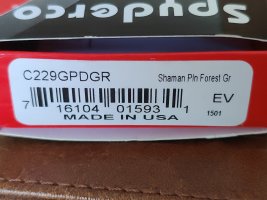 Spyderco
C229GPDGR
Shaman Pln Forest Gr
7 16104 01593 1
EV
1501
MADE IN USA